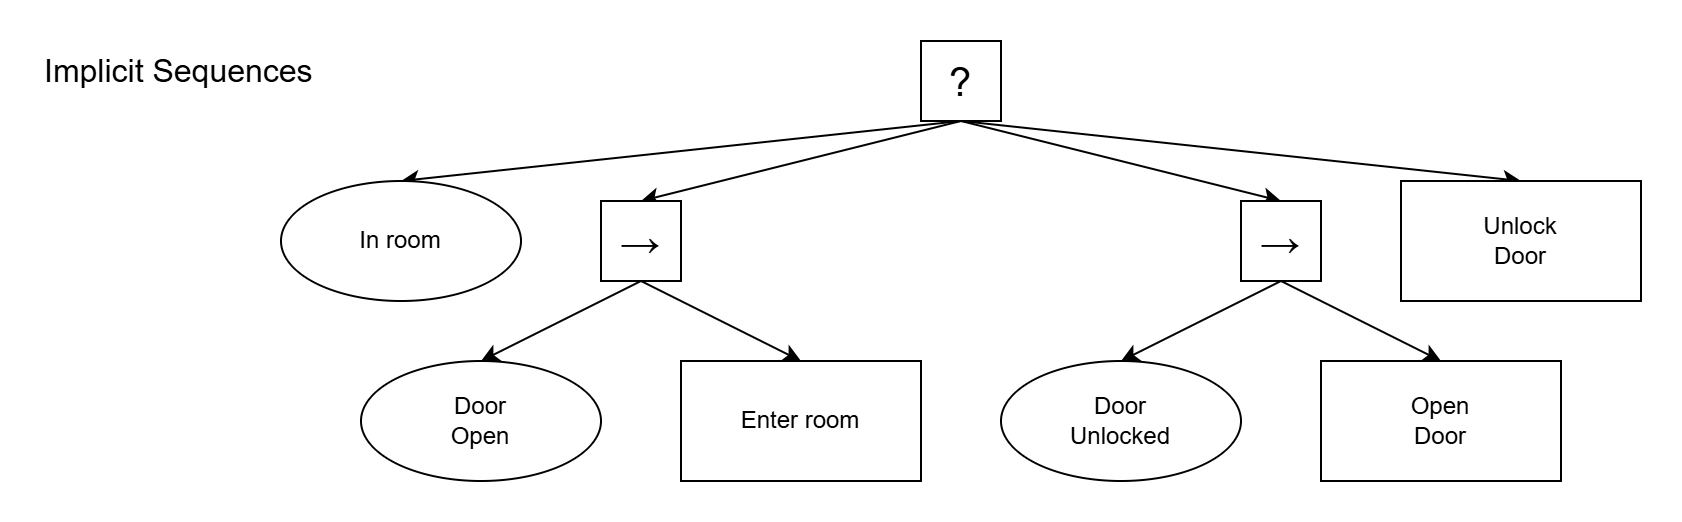 Implicit Sequences
?
In room
→
→
Unlock
Door
Door
Open
Enter room
Door
Unlocked
Open
Door